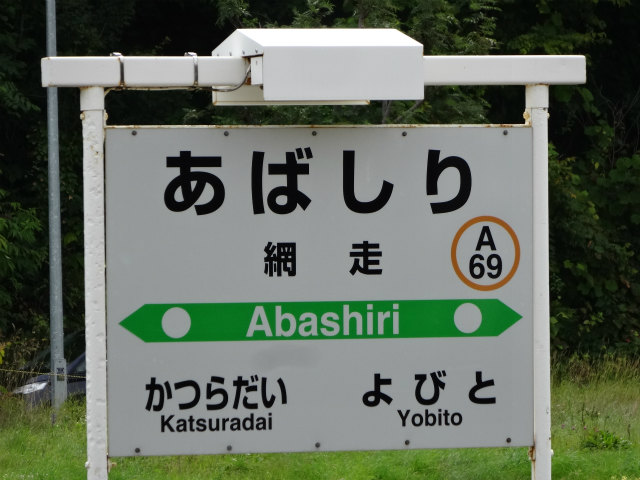 あばしり
網走
A
69
Abashiri
かつらだい
Katsuradai
よびと
Yobito